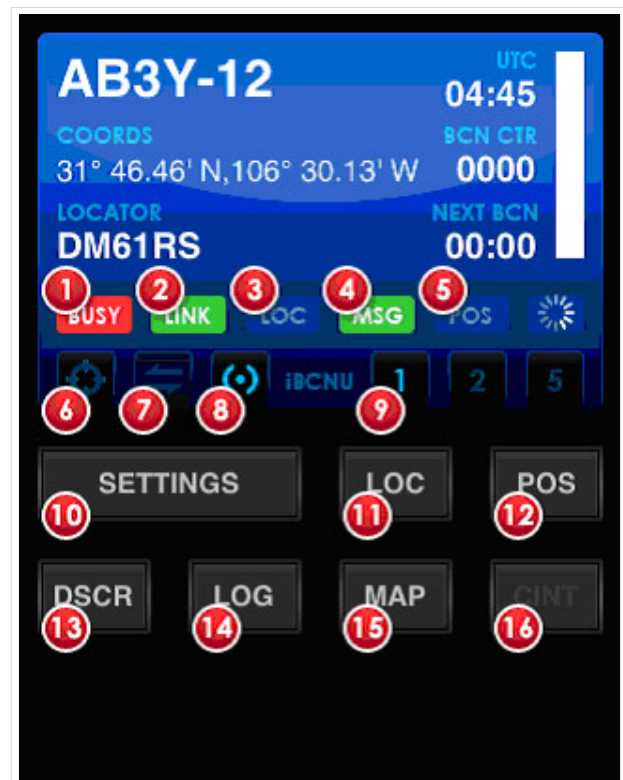 AB3Y-12 UTC
04:45
COORDS BCN CTR
31° 46.46' N,106° 30.13' W 0000
LOCATOR NEXT BCN
DM61RS 00:00
1 2 3 4 5
BUSY LINK LOC MSG POS
iBCNU 1 2 5
6 7 8 9
SETTINGS LOC POS
10 11 12
DSCR LOG MAP CINT
13 14 15 16